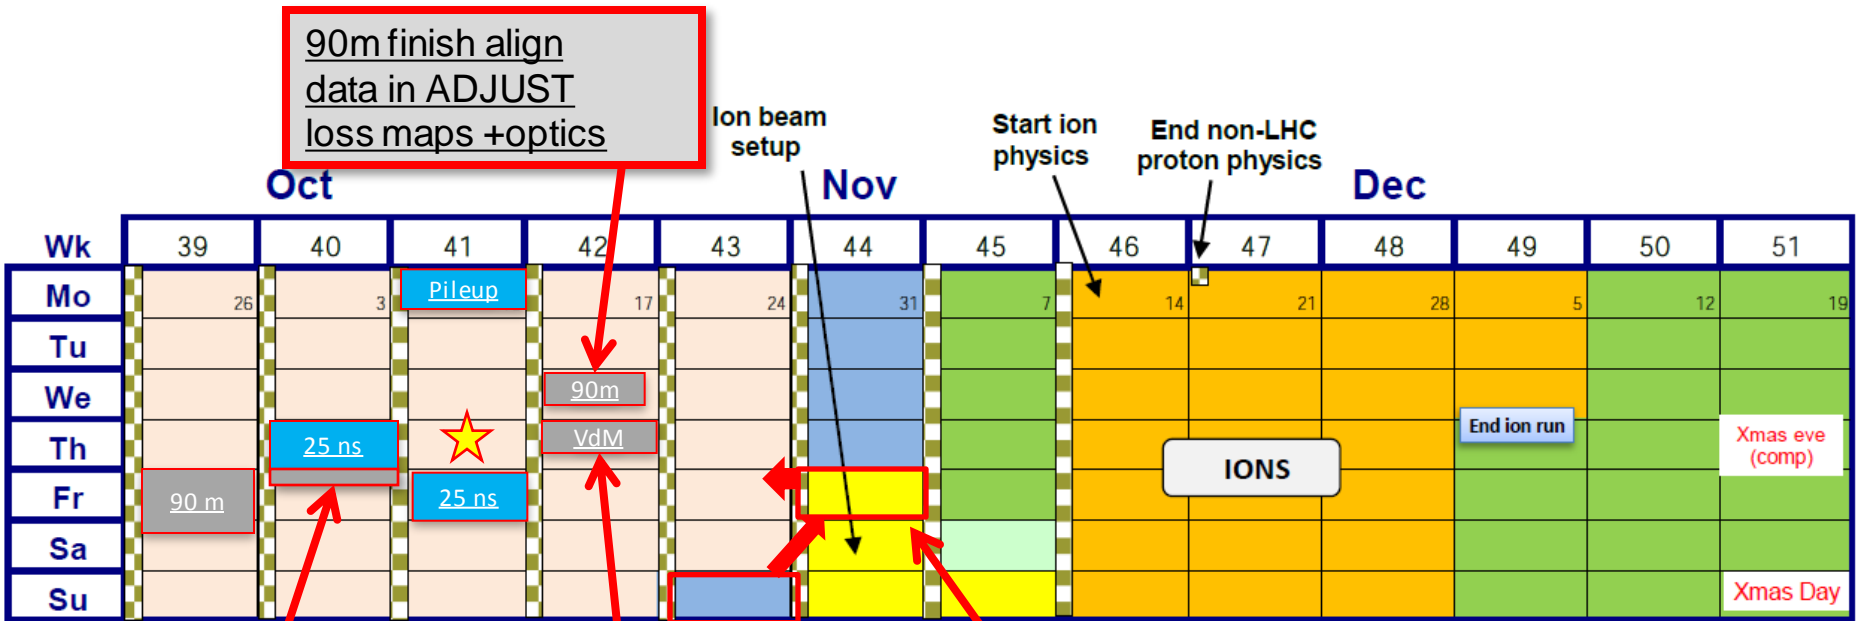 90m finish align
data in ADJUST
loss maps +optics
Ion beam
setup
Start ion
physics
End non-LHC
proton physics
Oct
Nov
Dec
Wk 39 40 41 42 43 44 45 46 47 48 49 50 51
Mo 26 3 Pileup 17 24 31 7 14 21 28 5 12 19
Tu
We 90m
Th 25 ns VdM End ion run Xmas eve
(comp)
IONS
Fr 90 m 25 ns
Sa
Su Xmas Day